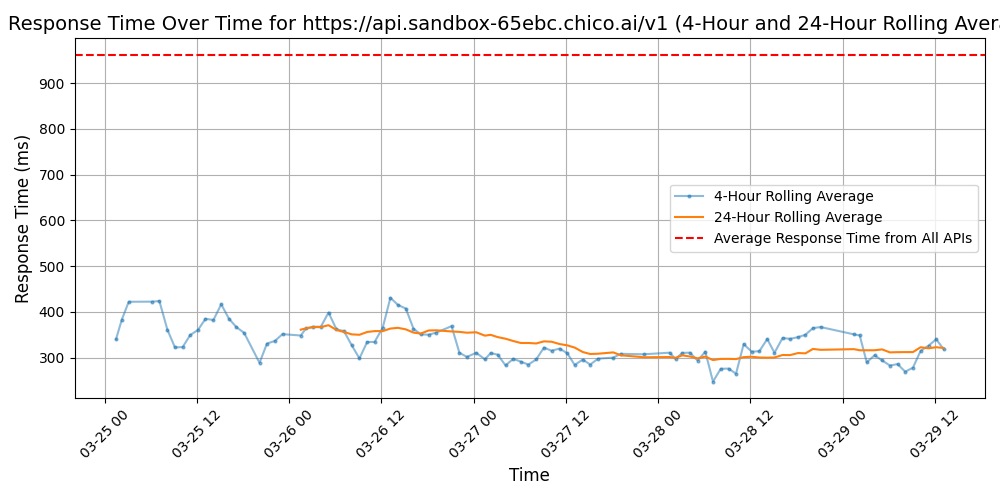 Response Time Over Time for https://api.sandbox-65ebc.chico.ai/v1 (4-Hour and 24-Hour Rolling Avera
Response Time (ms)
900
800
700
600
500
400
300
4-Hour Rolling Average
24-Hour Rolling Average
Average Response Time from All APIs
03-25 00
03-25 12
03-26 00
03-26 12
03-27 00
03-27 12
03-28 00
03-28 12
03-29 00
03-29 12
Time